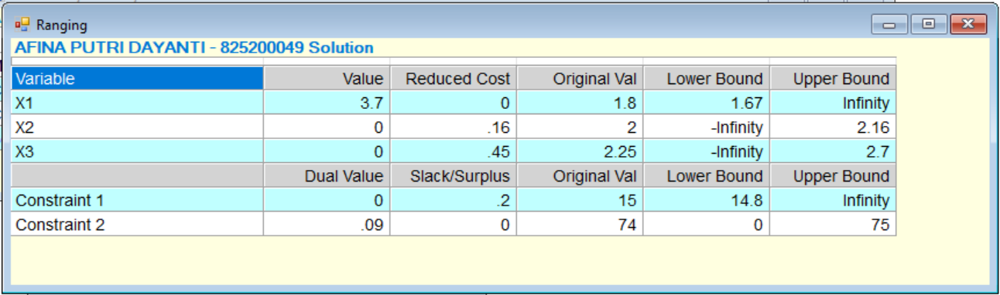 Ranging
AFINA PUTRI DAYANTI - 825200049 Solution
Variable Value Reduced Cost Original Val Lower Bound Upper Bound
X1 3.7 0 1.8 1.67 Infinity
X2 0 .16 2 -Infinity 2.16
X3 0 .45 2.25 -Infinity 2.7
Dual Value Slack/Surplus Original Val Lower Bound Upper Bound
Constraint 1 0 .2 15 14.8 Infinity
Constraint 2 .09 0 74 0 75